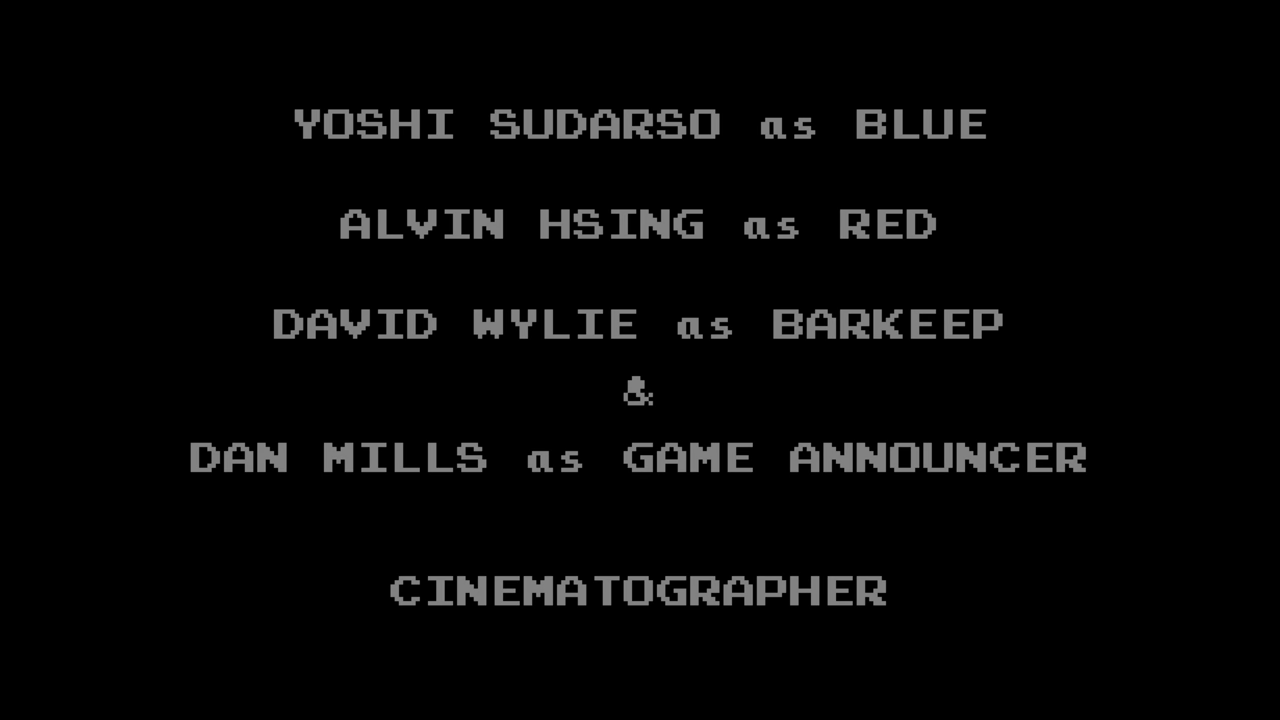 YOSHI SUDARSO as BLUE
ALVIN HSING as RED
DAVID WYLIE as BARKEEP
&
DAN MILLS as GAME ANNOUNCER
CINEMATOGRAPHER